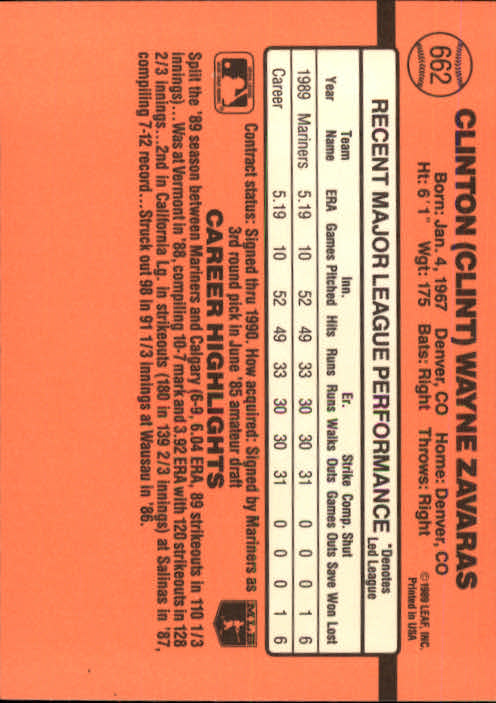 662
CLINTON (CLINT) WAYNE ZAVARAS
Born: Jan. 4, 1967 Denver, CO Home: Denver, CO
Ht: 6'1" Wgt: 175 Bats: Right Throws: Right
© 1989 LEAF, INC.
Printed in USA
RECENT MAJOR LEAGUE PERFORMANCE *Denotes
Led League
Team Inn. Er. Strike Comp. Shut
Year Name ERA Games Pitched Hits Runs Runs Walks Outs Games Outs Save Won Lost
1989 Mariners 5.19 10 52 49 33 30 30 31 0 0 0 1 6
Career 5.19 10 52 49 33 30 30 31 0 0 0 1 6
Contract status: Signed thru 1990. How acquired: Signed by Mariners as
3rd round pick in June '85 amateur draft
CAREER HIGHLIGHTS
Split the '89 season between Mariners and Calgary (6-9, 6.04 ERA, 89 strikeouts in 110 1/3
innings)...Was at Vermont in '88, compiling 10-7 mark and 3.92 ERA with 120 strikeouts in 128
2/3 innings...2nd in California Lg. in strikeouts (180 in 139 2/3 innings) at Salinas in '87,
compiling 7-12 record...Struck out 98 in 91 1/3 innings at Wausau in '86.